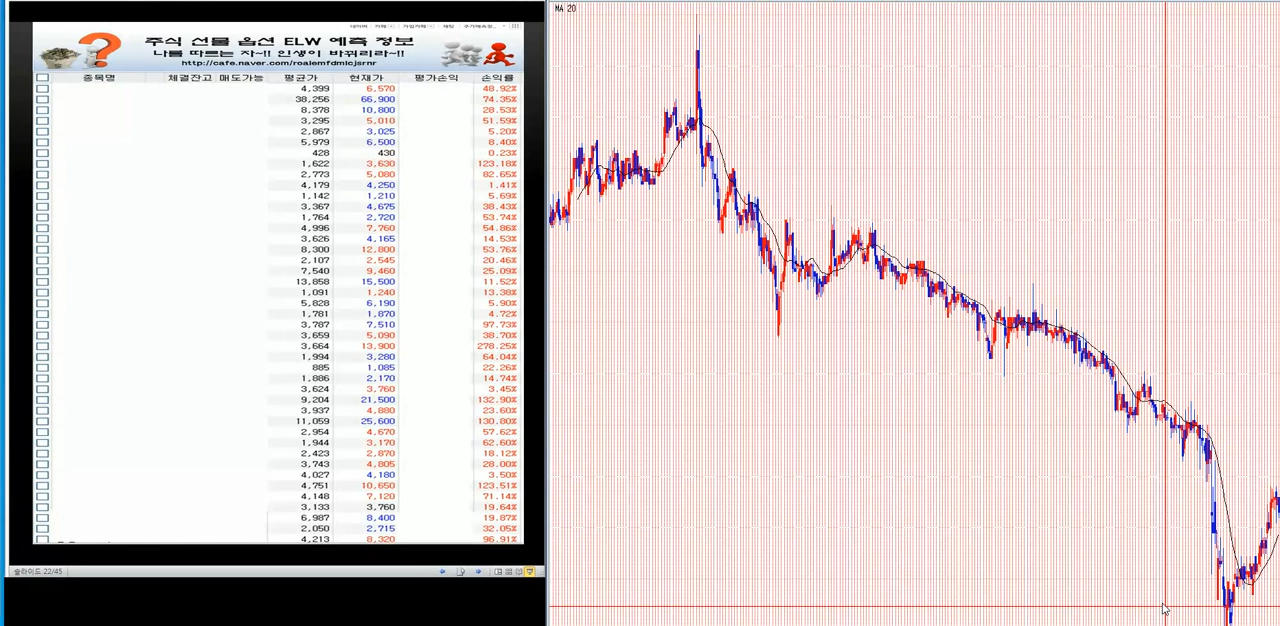 MA 20
주식 선물 옵션 ELW 예측 정보
나를 따르는 자~!! 인생이 바뀌리라~!!
http://cafe.naver.com/roalemfdmlcjsrnr
종목명 체결잔고 매도가능 평균가 현재가 평가손익 손익률
4,399 6,570 48.92%
38,256 66,900 74.35%
8,378 10,800 28.53%
3,295 5,010 51.59%
2,867 3,025 5.20%
5,979 6,500 8.40%
428 430 0.23%
1,622 3,630 123.18%
2,773 5,080 82.65%
4,179 4,250 1.41%
1,142 1,210 5.69%
3,367 4,675 38.43%
1,764 2,720 53.74%
4,996 7,760 54.86%
3,626 4,165 14.53%
8,300 12,800 53.76%
2,107 2,545 20.46%
7,540 9,460 25.09%
13,858 15,500 11.52%
1,091 1,240 13.38%
5,828 6,190 5.90%
1,781 1,870 4.72%
3,787 7,510 97.73%
3,659 5,090 38.70%
3,664 13,900 278.25%
1,994 3,280 64.04%
885 1,085 22.26%
1,886 2,170 14.74%
3,624 3,760 3.45%
9,204 21,500 132.90%
3,937 4,880 23.60%
11,059 25,600 130.80%
2,954 4,670 57.62%
1,944 3,170 62.60%
2,423 2,870 18.12%
3,743 4,805 28.00%
4,027 4,180 3.50%
4,751 10,650 123.51%
4,148 7,120 71.14%
3,133 3,760 19.64%
6,987 8,400 19.87%
2,050 2,715 32.05%
4,213 8,320 96.91%
슬라이드 22/45